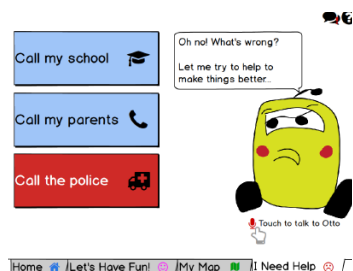 Call my school
Call my parents
Call the police
Oh no! What's wrong?
Let me try to help to
make things better...
Touch to talk to Otto
Home
Let's Have Fun!
My Map
I Need Help